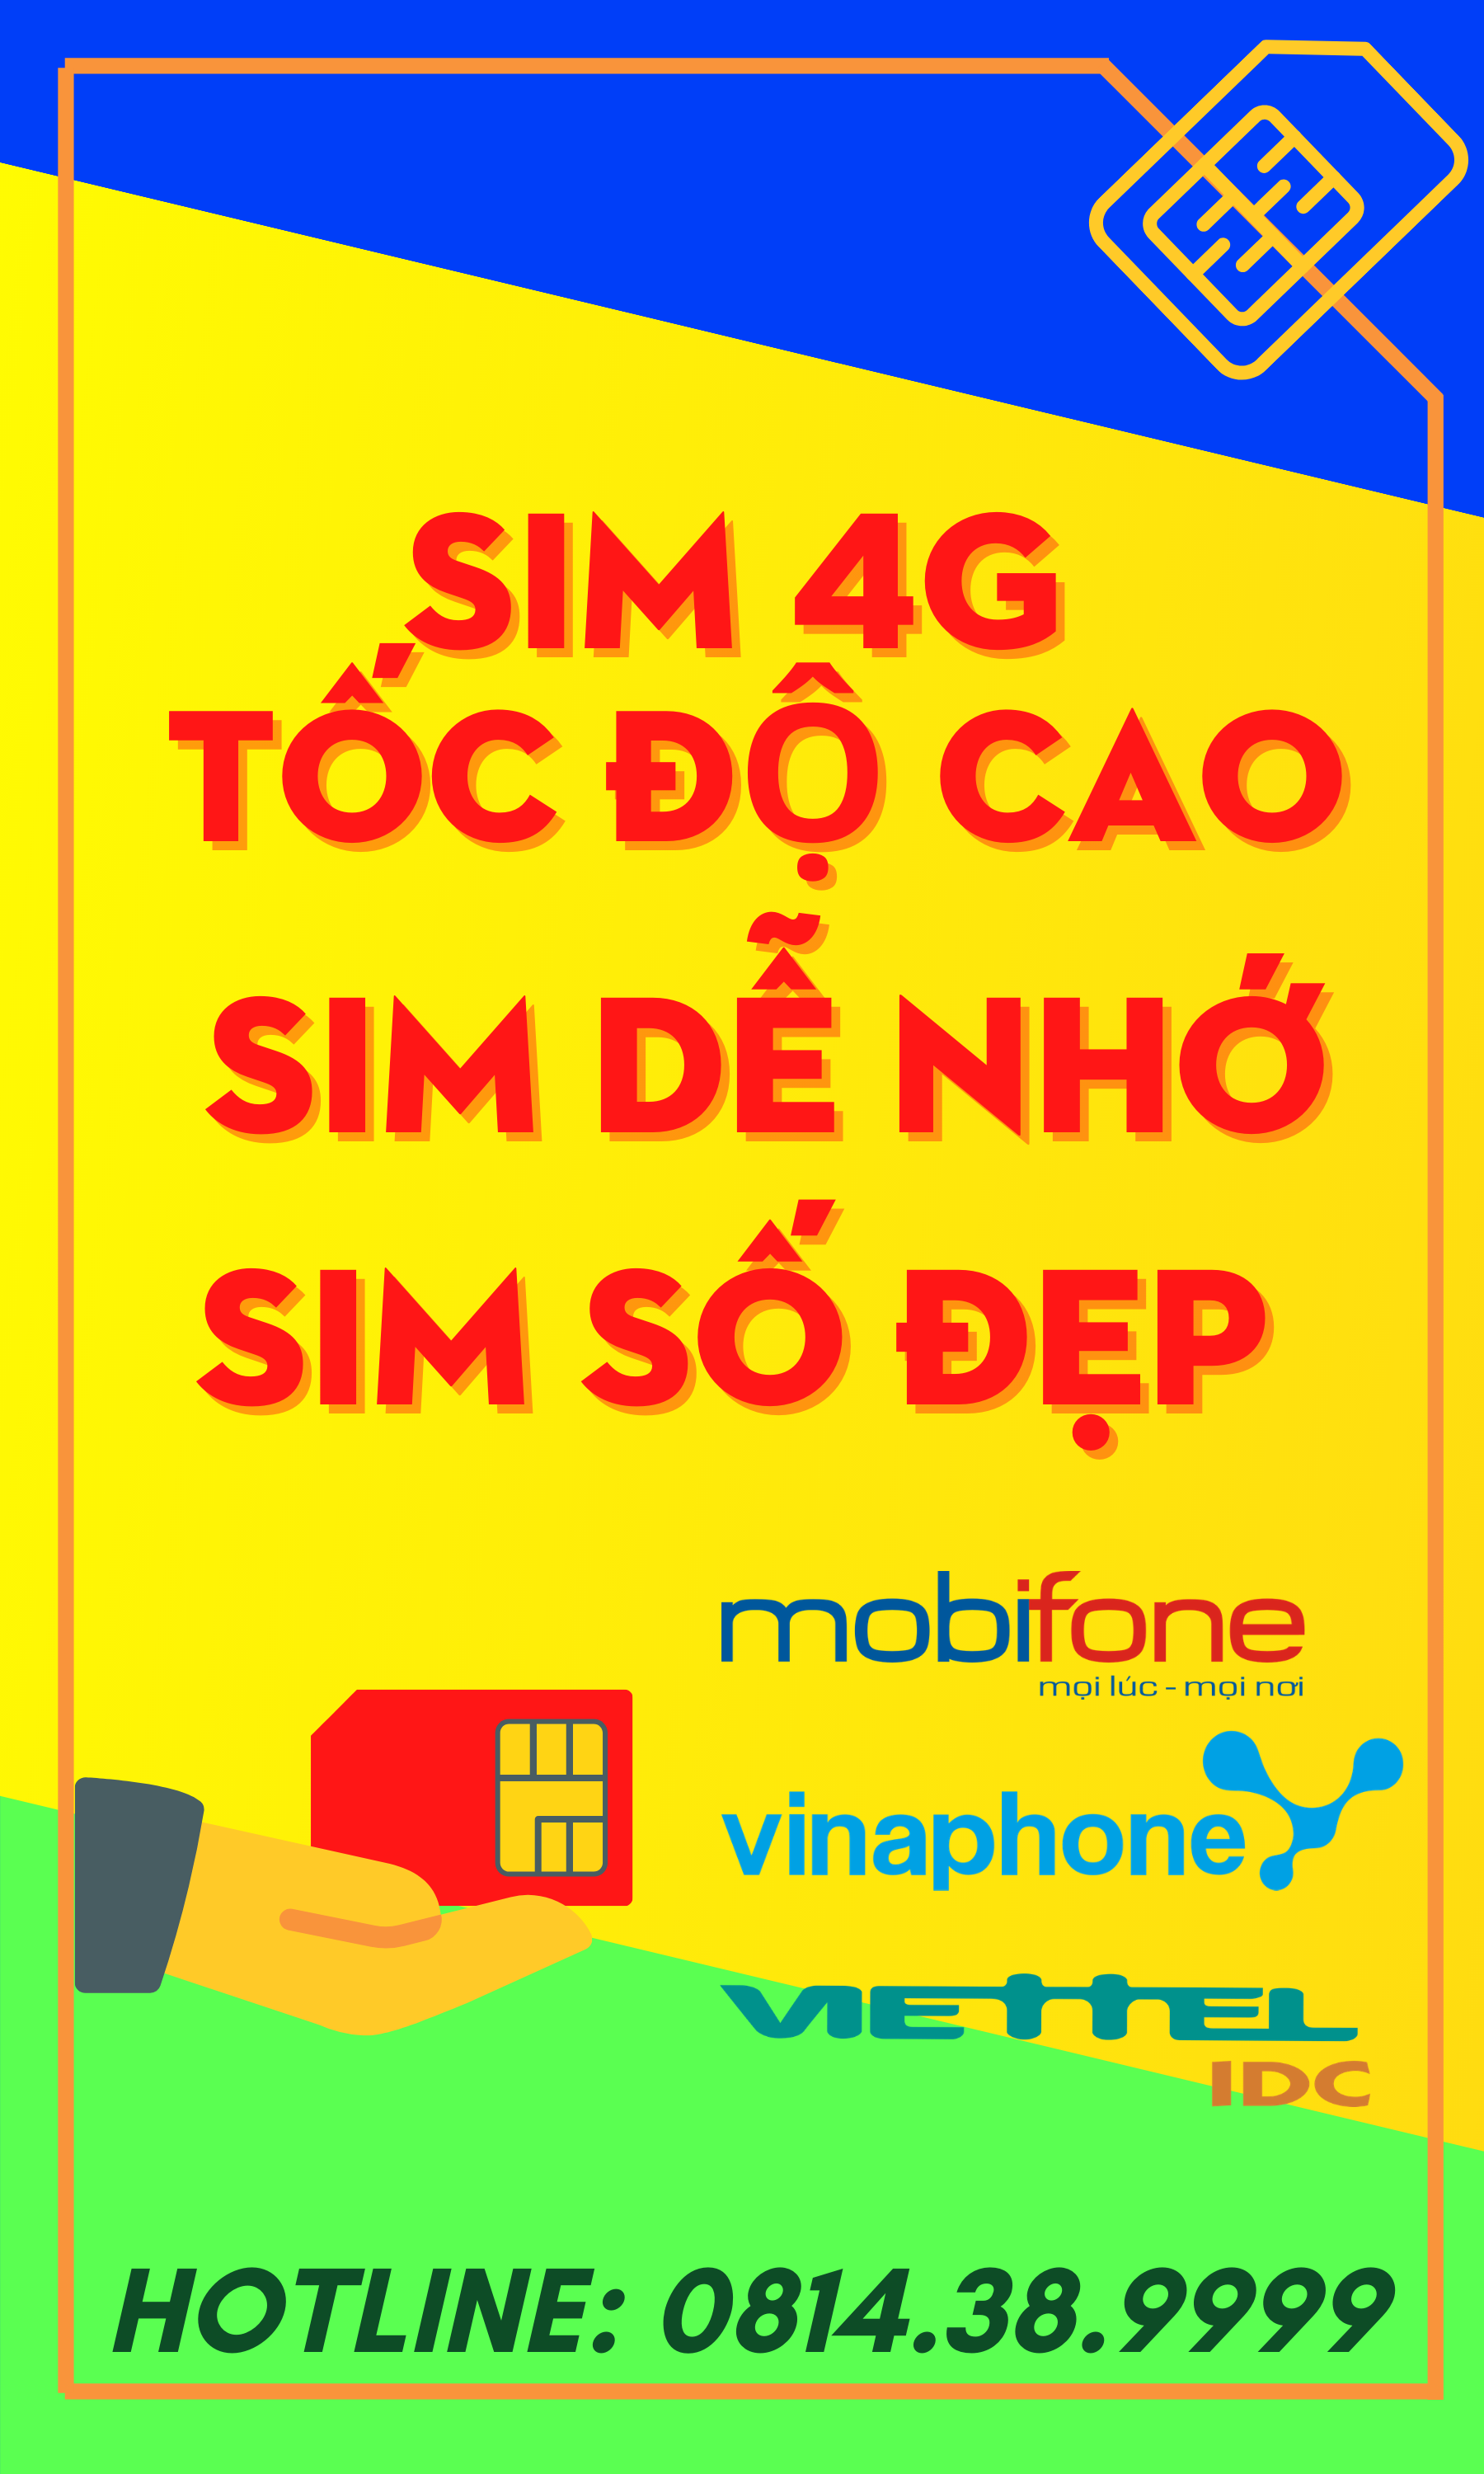 SIM 4G
TỐC ĐỘ CAO
SIM DỄ NHỚ
SIM SỐ ĐẸP
mobifone
mọi lúc - mọi nơi
vinaphone
VIETTEL
IDC
HOTLINE: 0814.38.9999